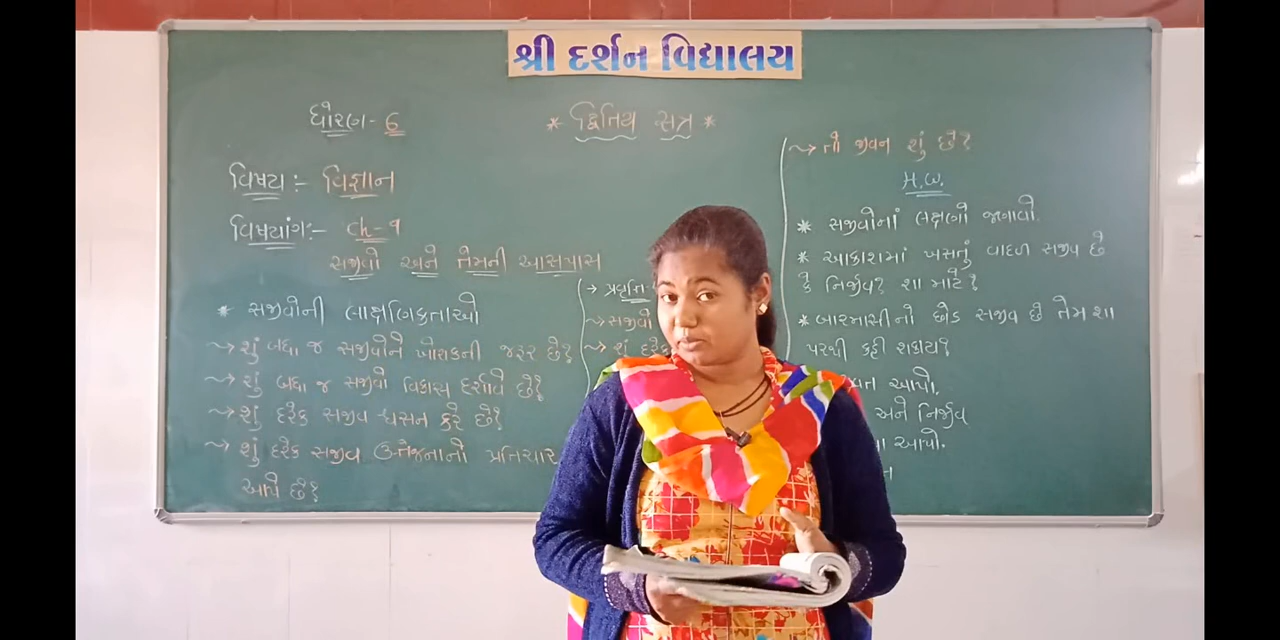 શ્રી દર્શન વિદ્યાલય
ધોરણ - 6
* દ્વિતિય સત્ર *
વિષય :- વિજ્ઞાન
વિષયાંગ :- Ch - ૧
સજીવો અને તેમની આસપાસ
* સજીવોની લાક્ષણિકતાઓ
~> શું બધા જ સજીવોને ખોરાકની જરૂર છે?
~> શું બધા જ સજીવો વિકાસ દર્શાવે છે?
~> શું દરેક સજીવ શ્વસન કરે છે?
~> શું દરેક સજીવ ઉત્તેજનાનો પ્રતિચાર
આપે છે?
→ પ્રવૃત્તિ
~> સજીવો
~> શું દરેક
~> તો જીવન શું છે?
H.W.
* સજીવોનાં લક્ષણો જણાવો.
* આકાશમાં ખસતું વાદળ સજીવ છે
કે નિર્જીવ? શા માટે?
* બારમાસીનો છોડ સજીવ છે તેમ શા
પરથી કહી શકાય?
આપો.
અને નિર્જીવ
આપો.